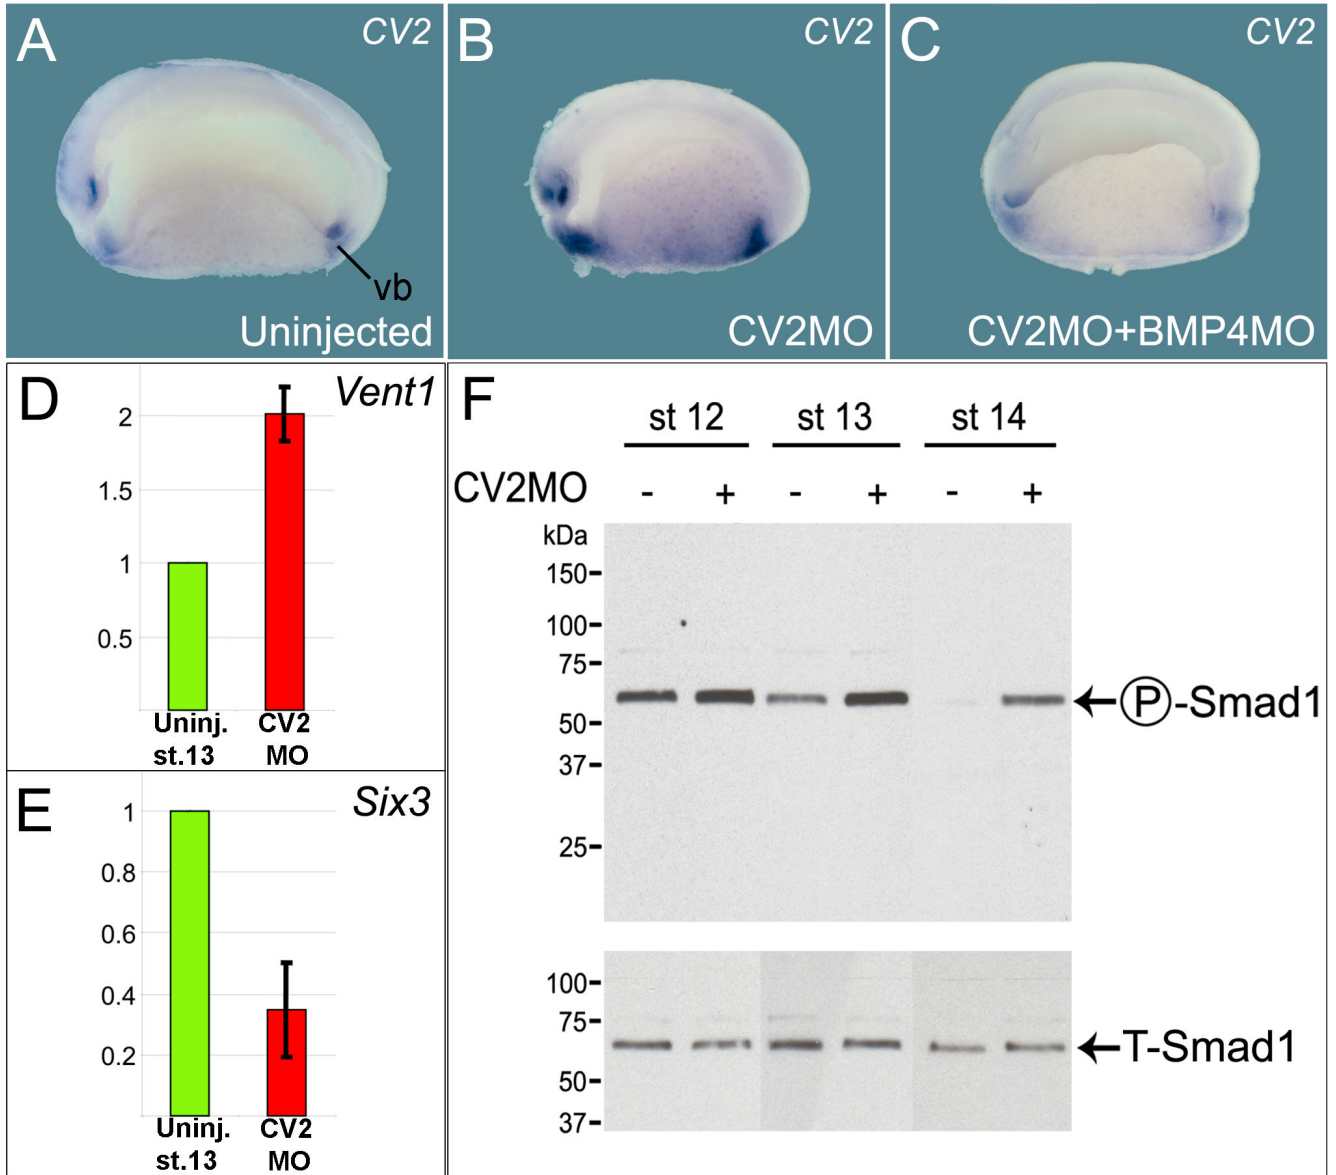 A
CV2
vb
Uninjected
B
CV2
CV2MO
C
CV2
CV2MO+BMP4MO
D
Vent1
2
1.5
1
0.5
Uninj.
st.13
CV2
MO
E
Six3
1
0.8
0.6
0.4
0.2
Uninj.
st.13
CV2
MO
F
st 12 st 13 st 14
CV2MO - + - + - +
kDa
150
100
75
P-Smad1
50
37
25
100
75
T-Smad1
50
37